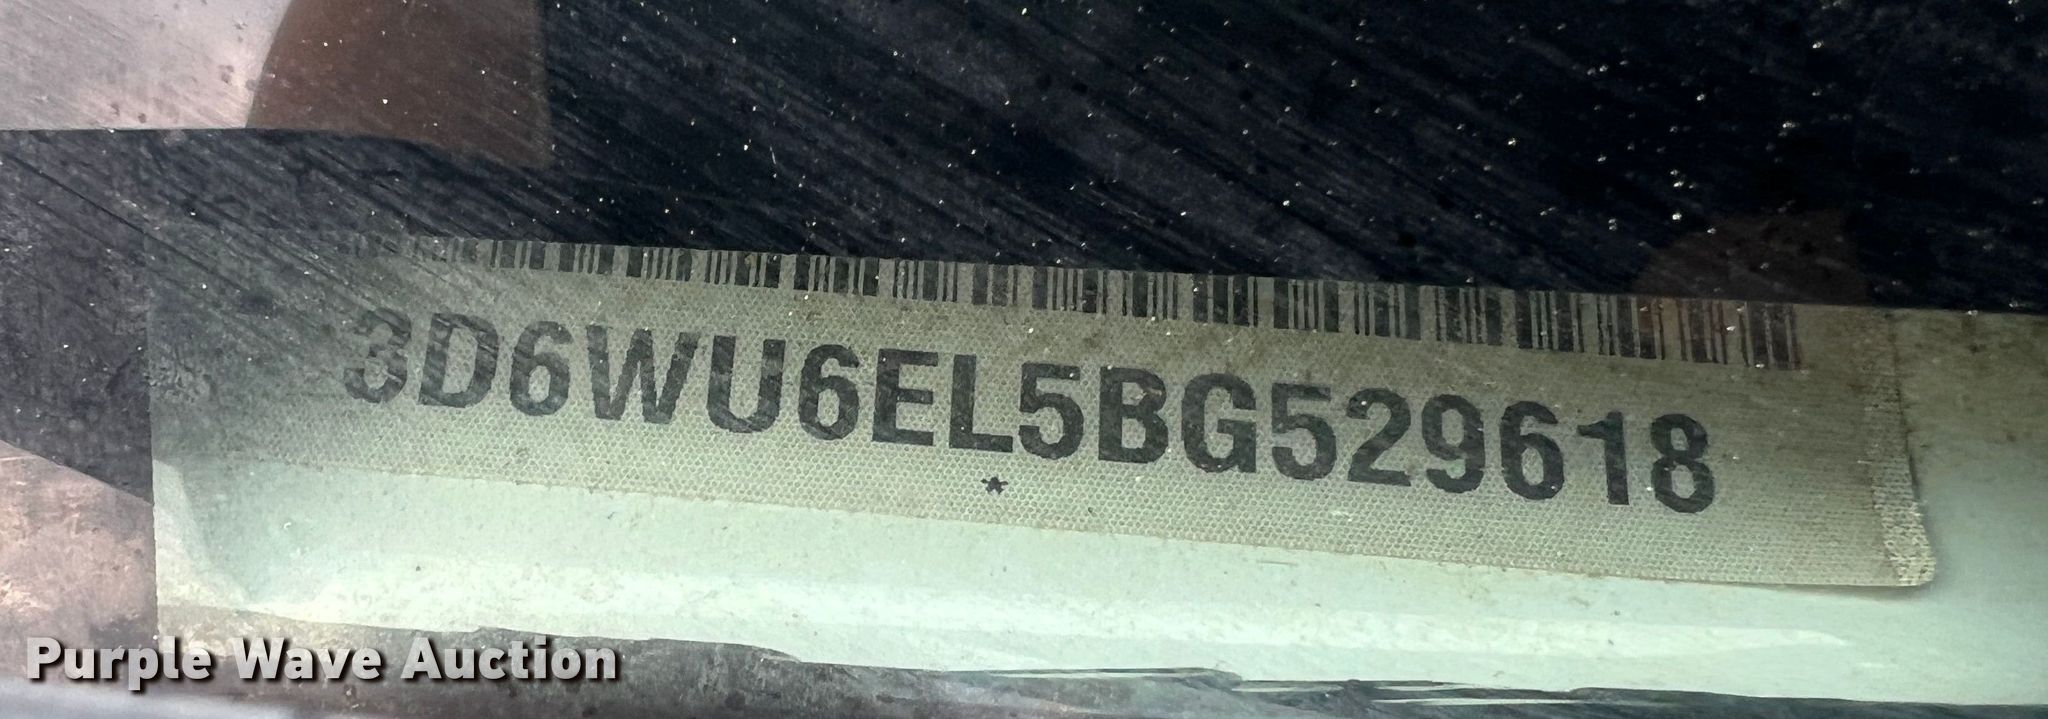 3D6WU6EL5BG529618
*
Purple Wave Auction